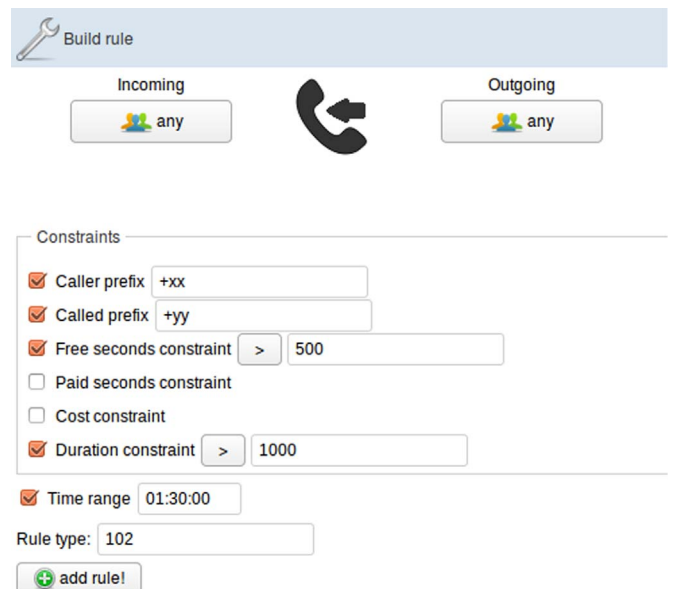 Build rule
Incoming Outgoing
any any
Constraints
Caller prefix +xx
Called prefix +yy
Free seconds constraint > 500
Paid seconds constraint
Cost constraint
Duration constraint > 1000
Time range 01:30:00
Rule type: 102
add rule!